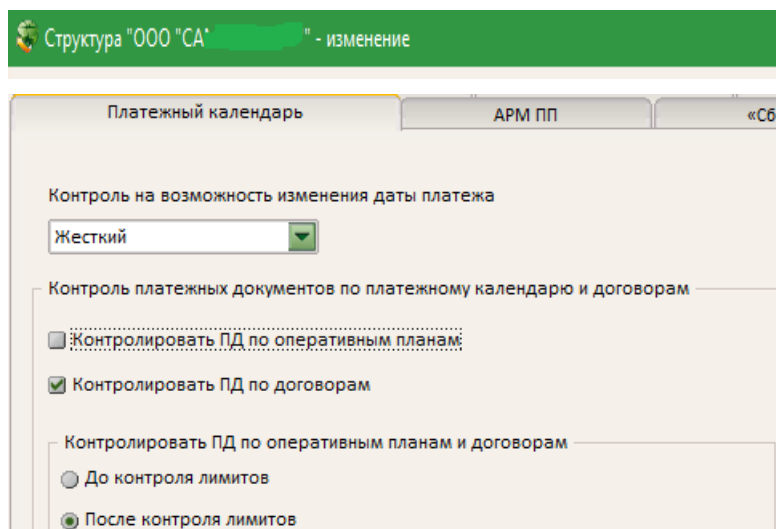 Структура "ООО "СА " - изменение
Платежный календарь
АРМ ПП
«Сб
Контроль на возможность изменения даты платежа
Жесткий
Контроль платежных документов по платежному календарю и договорам
Контролировать ПД по оперативным планам
Контролировать ПД по договорам
Контролировать ПД по оперативным планам и договорам
До контроля лимитов
После контроля лимитов